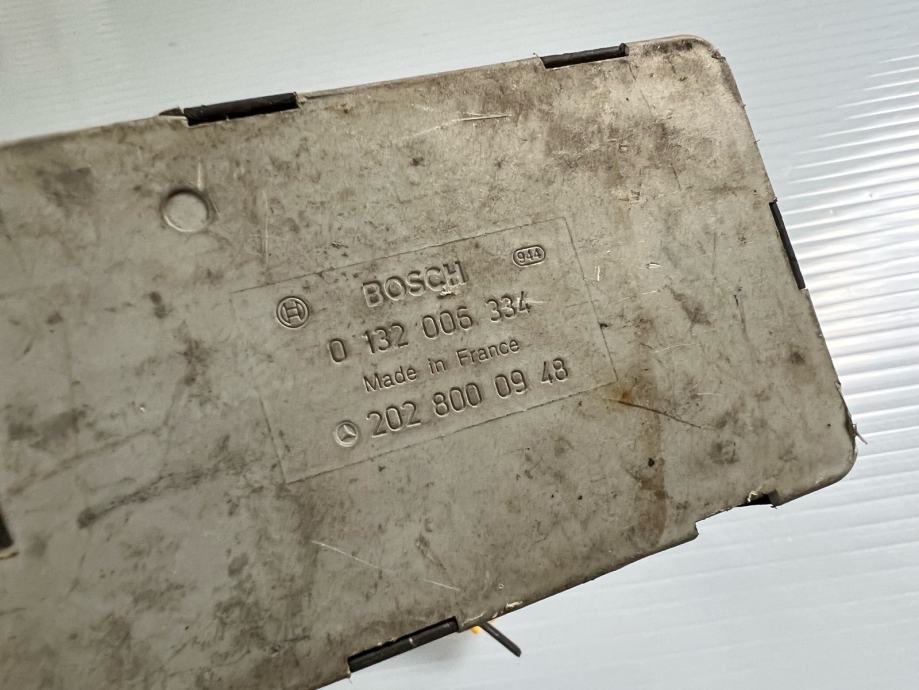 944
BOSCH
0 132 006 334
Made in France
202 800 09 48